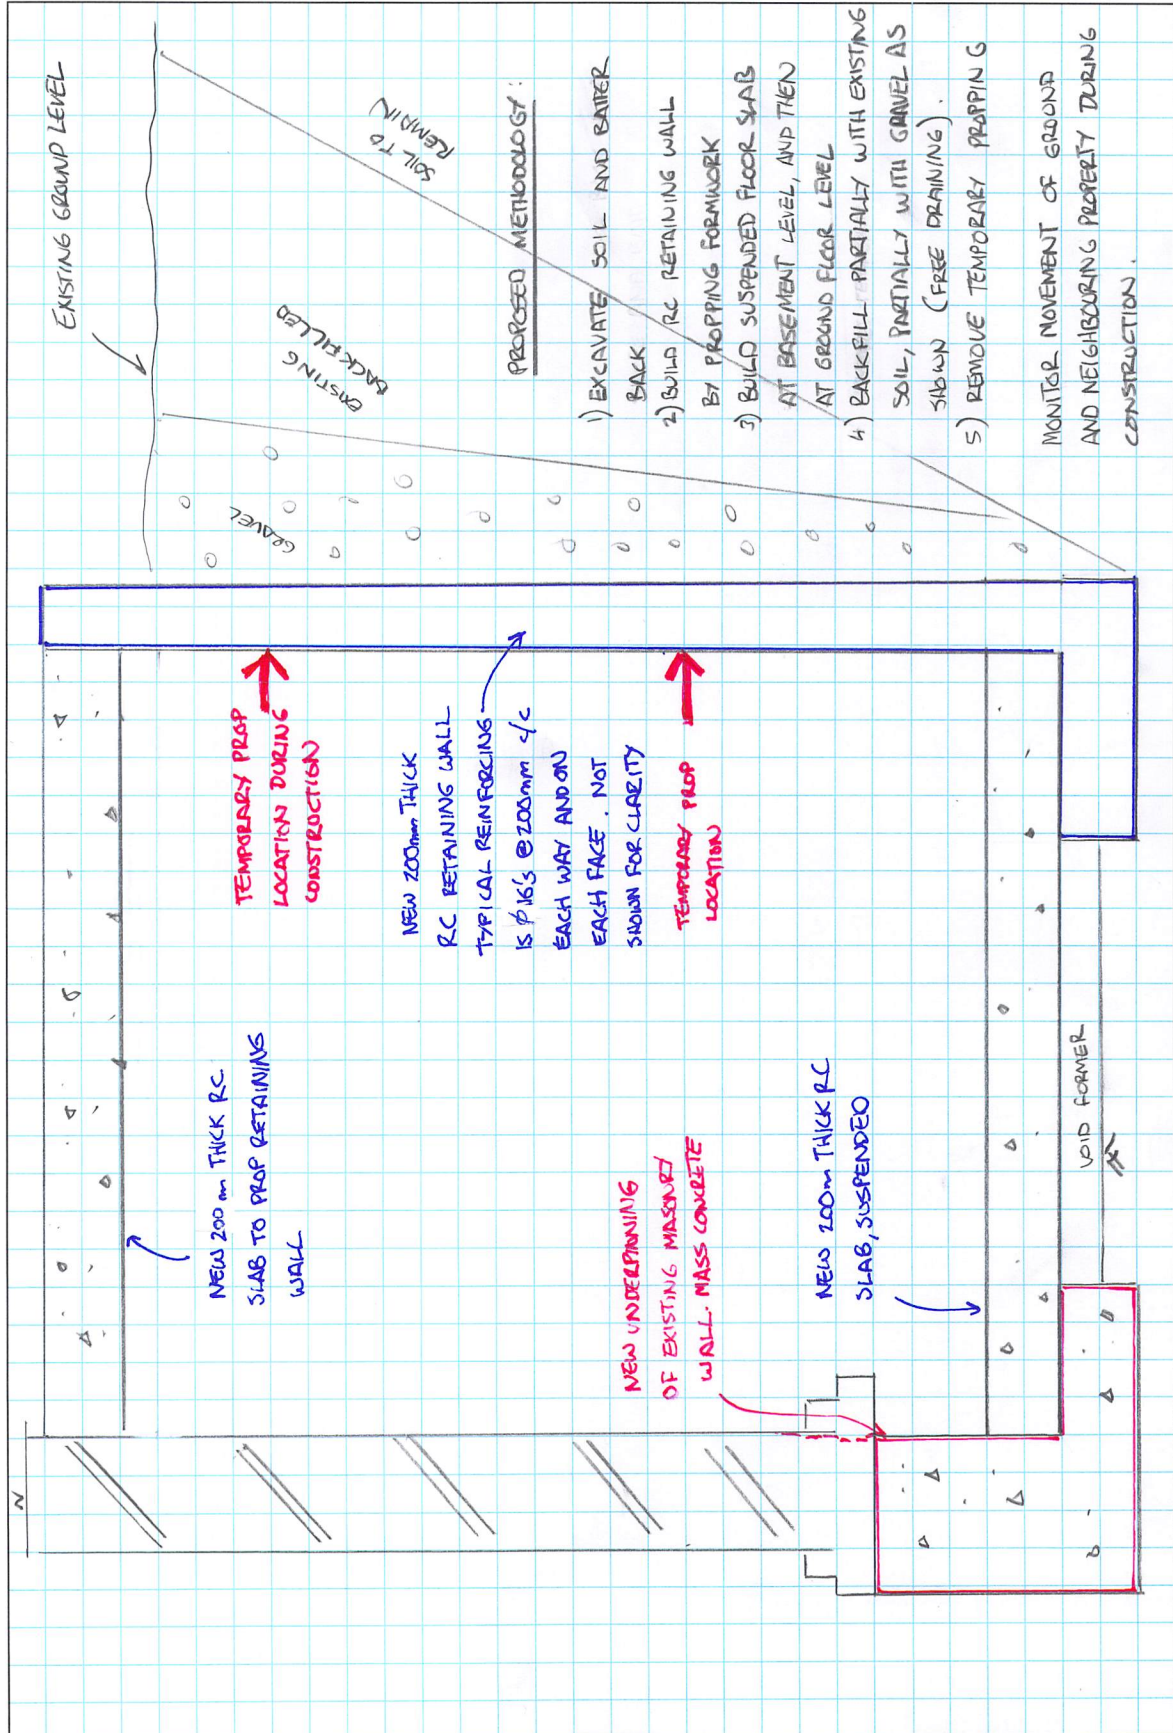 EXISTING GROUND LEVEL
SOIL TO
REMAIN
EXISTING
BACKFILLED
GRAVEL
PROPOSED METHODOLOGY:
1) EXCAVATE SOIL AND BATTER
BACK
2) BUILD RC RETAINING WALL
BY PROPPING FORMWORK
3) BUILD SUSPENDED FLOOR SLAB
AT BASEMENT LEVEL, AND THEN
AT GROUND FLOOR LEVEL
4) BACKFILL PARTIALLY WITH EXISTING
SOIL, PARTIALLY WITH GRAVEL AS
SHOWN (FREE DRAINING).
5) REMOVE TEMPORARY PROPPING
MONITOR MOVEMENT OF GROUND
AND NEIGHBOURING PROPERTY DURING
CONSTRUCTION.
TEMPORARY PROP
LOCATION DURING
CONSTRUCTION
NEW 200mm THICK
RC RETAINING WALL
TYPICAL REINFORCING
IS ϕ16'S @ 200mm c/c
EACH WAY AND ON
EACH FACE. NOT
SHOWN FOR CLARITY
TEMPORARY PROP
LOCATION
NEW 200mm THICK RC
SLAB TO PROP RETAINING
WALL
NEW UNDERPINNING
OF EXISTING MASONRY
WALL. MASS CONCRETE
NEW 200mm THICK RC
SLAB, SUSPENDED
VOID FORMER